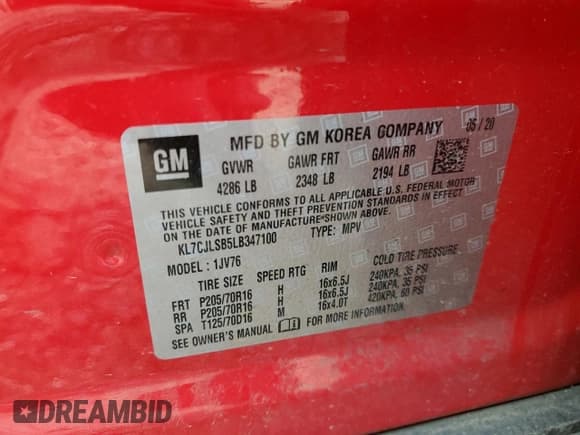 GM
MFD BY GM KOREA COMPANY 05/20
GVWR GAWR FRT GAWR RR
4286 LB 2348 LB 2194 LB
THIS VEHICLE CONFORMS TO ALL APPLICABLE U.S. FEDERAL MOTOR
VEHICLE SAFETY AND THEFT PREVENTION STANDARDS IN EFFECT
ON THE DATE OF MANUFACTURE SHOWN ABOVE.
KL7CJLSB5LB347100 TYPE: MPV
MODEL: 1JV76
TIRE SIZE SPEED RTG RIM COLD TIRE PRESSURE
FRT P205/70R16 H 16x6.5J 240KPA, 35 PSI
RR P205/70R16 H 16x6.5J 240KPA, 35 PSI
SPA T125/70D16 M 16x4.0T 420KPA, 60 PSI
SEE OWNER'S MANUAL FOR MORE INFORMATION.
DREAMBID